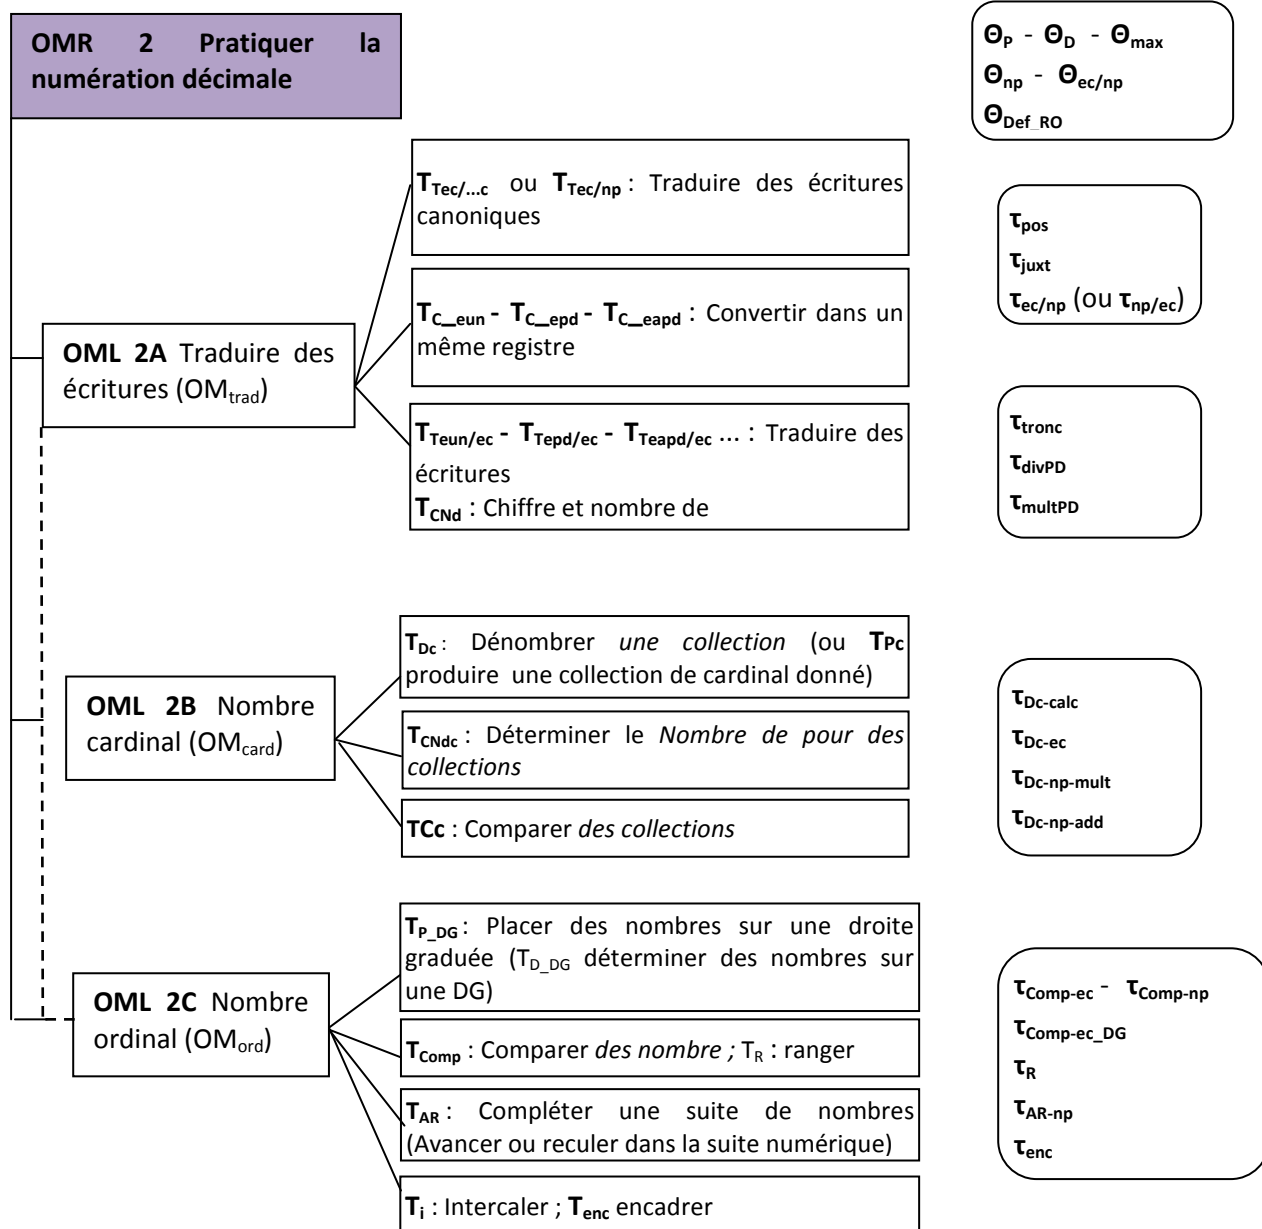 OMR 2 Pratiquer la
numération décimale
Θ_P - Θ_D - Θ_max
Θ_np - Θ_ec/np
Θ_Def_RO
T_Tec/...c ou T_Tec/np : Traduire des écritures
canoniques
τ_pos
τ_juxt
τ_ec/np (ou τ_np/ec)
T_C_eun - T_C_epd - T_C_eapd : Convertir dans un
même registre
OML 2A Traduire des
écritures (OM_trad)
T_Teun/ec - T_Tepd/ec - T_Teapd/ec ... : Traduire des
écritures
T_CNd : Chiffre et nombre de
τ_tronc
τ_divPD
τ_multPD
T_Dc : Dénombrer une collection (ou TPc
produire une collection de cardinal donné)
OML 2B Nombre
cardinal (OM_card)
T_CNdc : Déterminer le Nombre de pour des
collections
TCc : Comparer des collections
τ_Dc-calc
τ_Dc-ec
τ_Dc-np-mult
τ_Dc-np-add
T_P_DG : Placer des nombres sur une droite
graduée (T_D_DG déterminer des nombres sur
une DG)
OML 2C Nombre
ordinal (OM_ord)
T_Comp : Comparer des nombre ; T_R : ranger
T_AR : Compléter une suite de nombres
(Avancer ou reculer dans la suite numérique)
T_i : Intercaler ; T_enc encadrer
τ_Comp-ec - τ_Comp-np
τ_Comp-ec_DG
τ_R
τ_AR-np
τ_enc